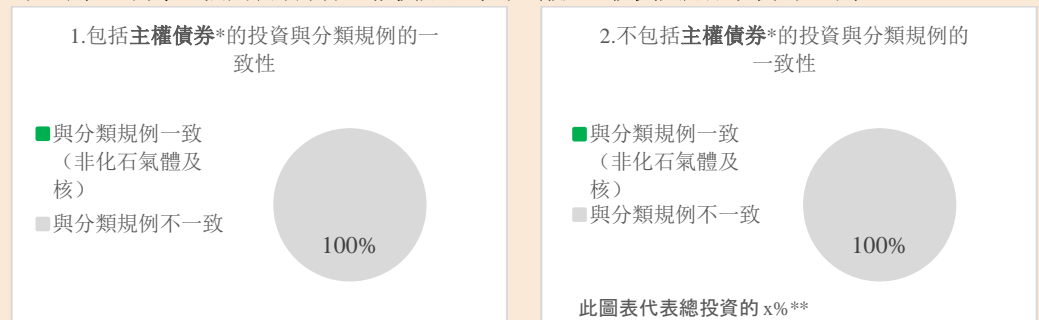 1.包括主權債券*的投資與分類規例的一
致性
與分類規例一致
（非化石氣體及
核）
與分類規例不一致
100%
2.不包括主權債券*的投資與分類規例的
一致性
與分類規例一致
（非化石氣體及
核）
與分類規例不一致
100%
此圖表代表總投資的 x%**